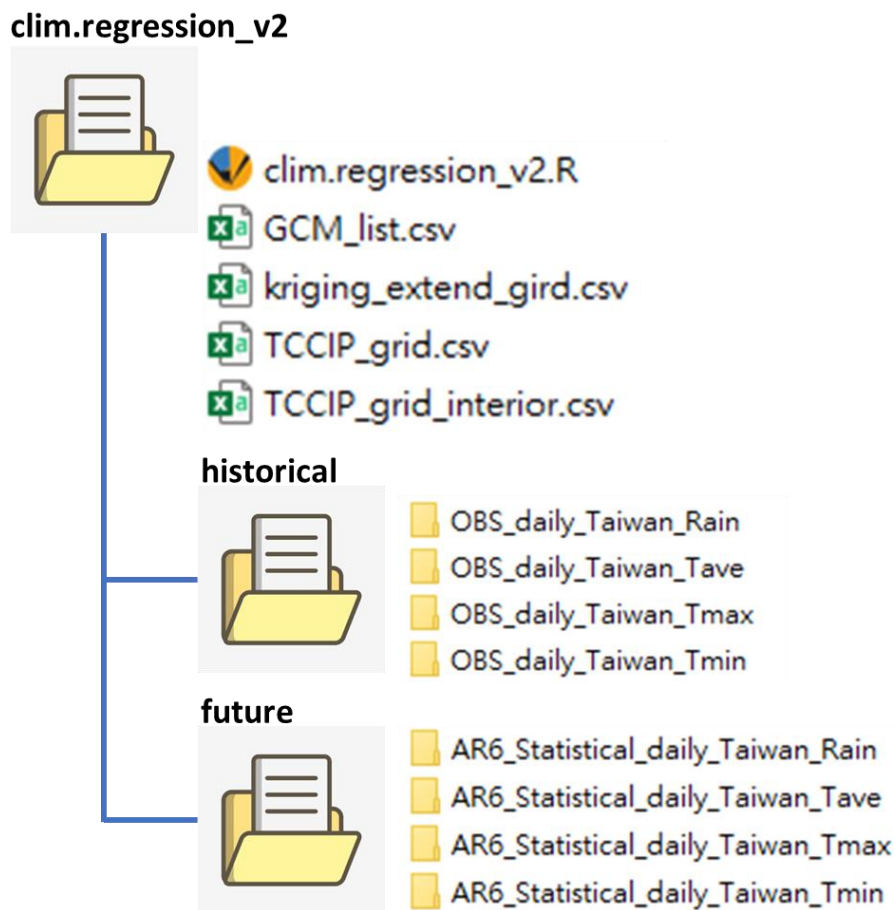 clim.regression_v2
clim.regression_v2.R
GCM_list.csv
kriging_extend_gird.csv
TCCIP_grid.csv
TCCIP_grid_interior.csv
historical
OBS_daily_Taiwan_Rain
OBS_daily_Taiwan_Tave
OBS_daily_Taiwan_Tmax
OBS_daily_Taiwan_Tmin
future
AR6_Statistical_daily_Taiwan_Rain
AR6_Statistical_daily_Taiwan_Tave
AR6_Statistical_daily_Taiwan_Tmax
AR6_Statistical_daily_Taiwan_Tmin